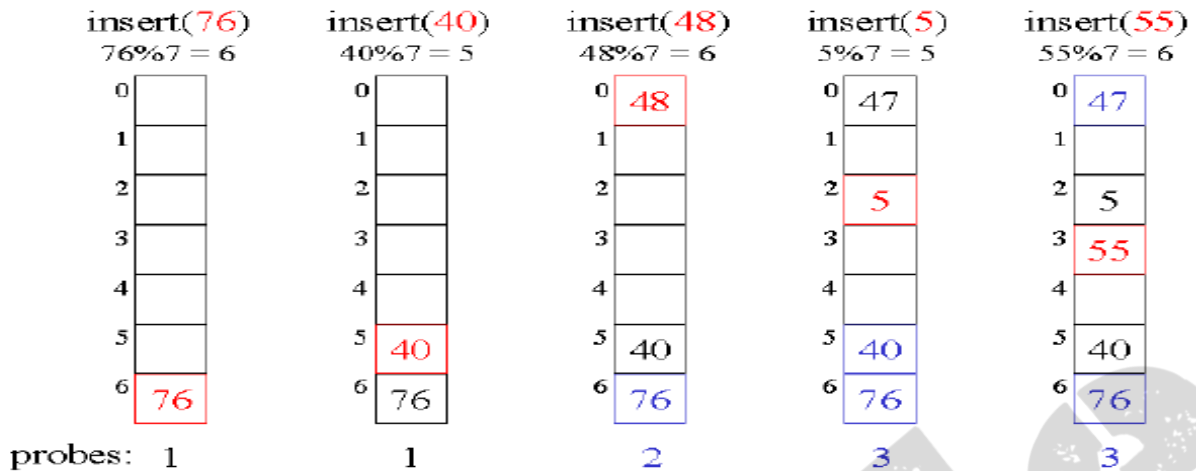 insert(76) insert(40) insert(48) insert(5) insert(55)
76%7 = 6 40%7 = 5 48%7 = 6 5%7 = 5 55%7 = 6
0 0 0 48 0 47 0 47
1 1 1 1 1
2 2 2 2 5 2 5
3 3 3 3 3 55
4 4 4 4 4
5 5 40 5 40 5 40 5 40
6 76 6 76 6 76 6 76 6 76
probes: 1 1 2 3 3